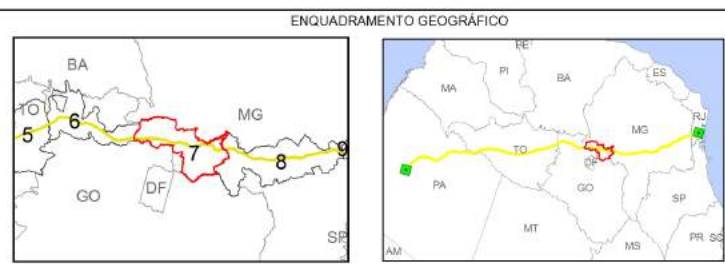 ENQUADRAMENTO GEOGRÁFICO
BA
TO
MG
5
6
7
8
9
GO
DF
SP
PE
PI
MA
BA
ES
RJ
MG
TO
DF
PA
GO
SP
MT
MS
PR
SC
AM